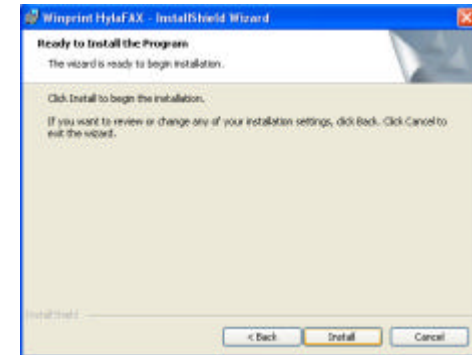 Winprint HylaFAX - InstallShield Wizard
Ready to Install the Program
The wizard is ready to begin installation.
Click Install to begin the installation.
If you want to review or change any of your installation settings, click Back. Click Cancel to
exit the wizard.
InstallShield
< Back Install Cancel